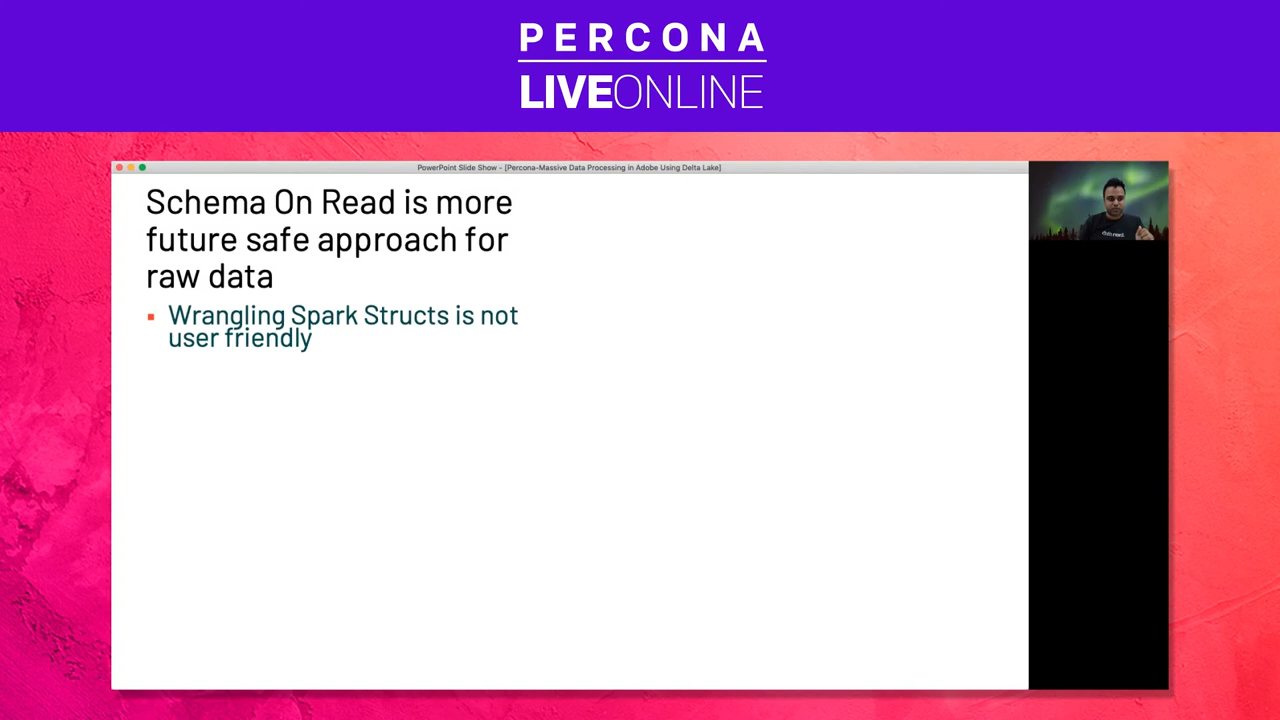 PERCONA
LIVEONLINE
PowerPoint Slide Show - [Percona-Massive Data Processing in Adobe Using Delta Lake]
Schema On Read is more
future safe approach for
raw data
Wrangling Spark Structs is not
user friendly